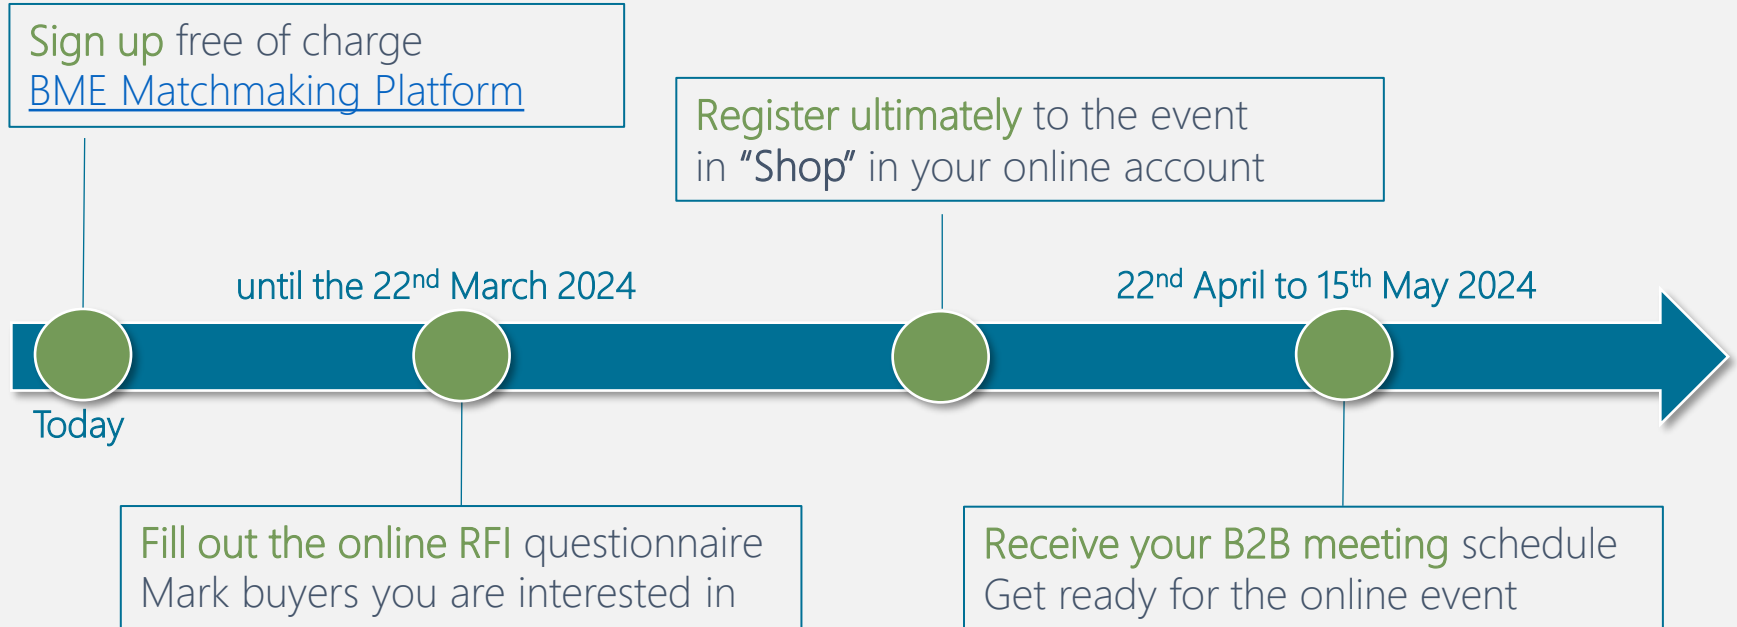 Sign up free of charge
BME Matchmaking Platform
Register ultimately to the event
in “Shop” in your online account
until the 22nd March 2024
22nd April to 15th May 2024
Today
Fill out the online RFI questionnaire
Mark buyers you are interested in
Receive your B2B meeting schedule
Get ready for the online event